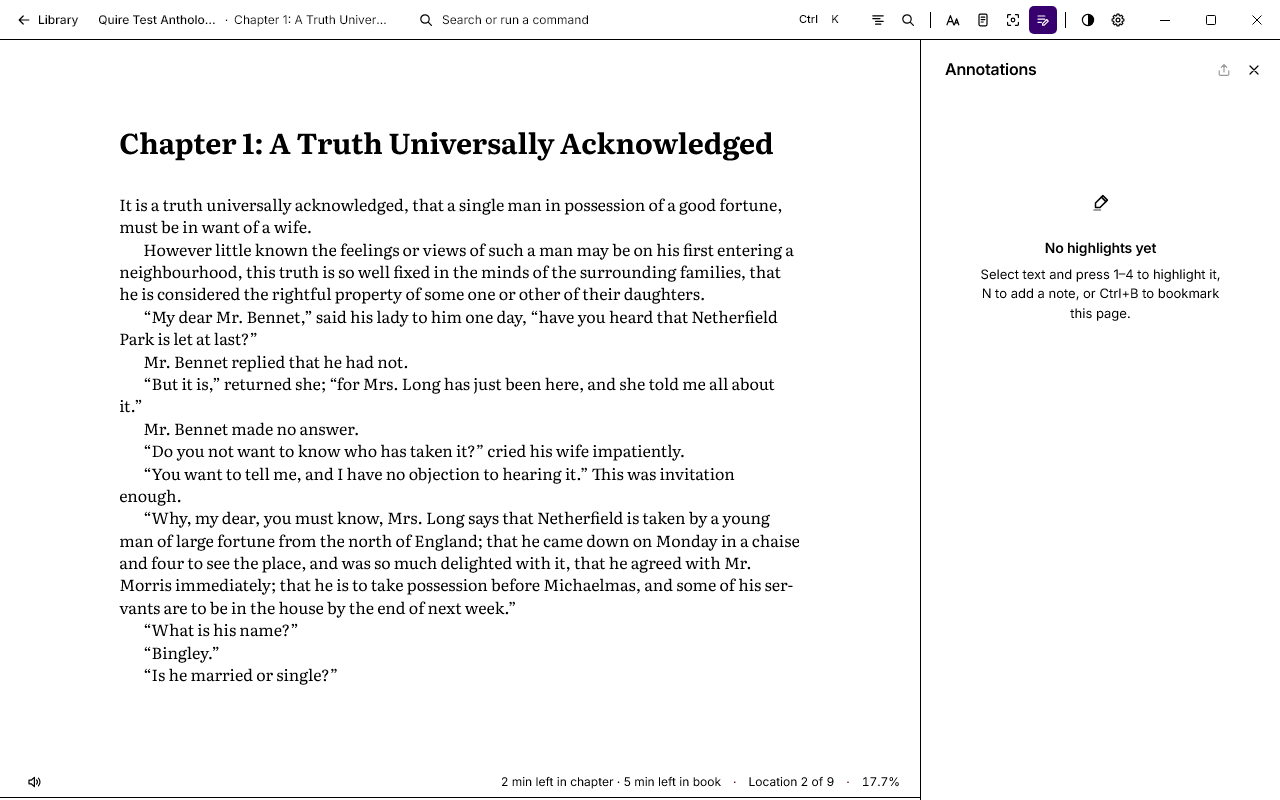 Library
Quire Test Antholo... · Chapter 1: A Truth Univer...
Search or run a command
Ctrl K
Annotations
Chapter 1: A Truth Universally Acknowledged
It is a truth universally acknowledged, that a single man in possession of a good fortune,
must be in want of a wife.
However little known the feelings or views of such a man may be on his first entering a
neighbourhood, this truth is so well fixed in the minds of the surrounding families, that
he is considered the rightful property of some one or other of their daughters.
“My dear Mr. Bennet,” said his lady to him one day, “have you heard that Netherfield
Park is let at last?”
Mr. Bennet replied that he had not.
“But it is,” returned she; “for Mrs. Long has just been here, and she told me all about
it.”
Mr. Bennet made no answer.
“Do you not want to know who has taken it?” cried his wife impatiently.
“You want to tell me, and I have no objection to hearing it.” This was invitation
enough.
“Why, my dear, you must know, Mrs. Long says that Netherfield is taken by a young
man of large fortune from the north of England; that he came down on Monday in a chaise
and four to see the place, and was so much delighted with it, that he agreed with Mr.
Morris immediately; that he is to take possession before Michaelmas, and some of his ser-
vants are to be in the house by the end of next week.”
“What is his name?”
“Bingley.”
“Is he married or single?”
No highlights yet
Select text and press 1–4 to highlight it,
N to add a note, or Ctrl+B to bookmark
this page.
2 min left in chapter · 5 min left in book · Location 2 of 9 · 17.7%